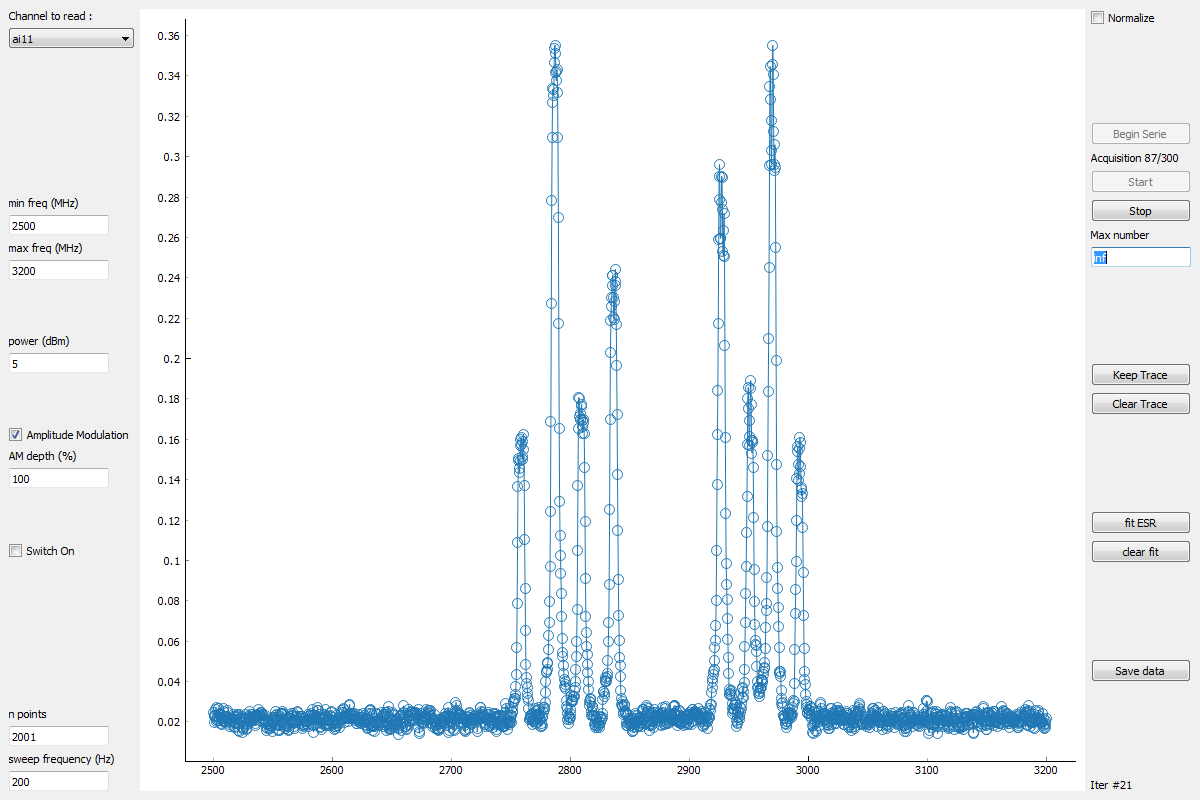 Channel to read :
ai11
min freq (MHz)
2500
max freq (MHz)
3200
power (dBm)
5
Amplitude Modulation
AM depth (%)
100
Switch On
n points
2001
sweep frequency (Hz)
200
0.36
0.34
0.32
0.3
0.28
0.26
0.24
0.22
0.2
0.18
0.16
0.14
0.12
0.1
0.08
0.06
0.04
0.02
2500 2600 2700 2800 2900 3000 3100 3200
Normalize
Begin Serie
Acquisition 87/300
Start
Stop
Max number
inf
Keep Trace
Clear Trace
fit ESR
clear fit
Save data
Iter #21